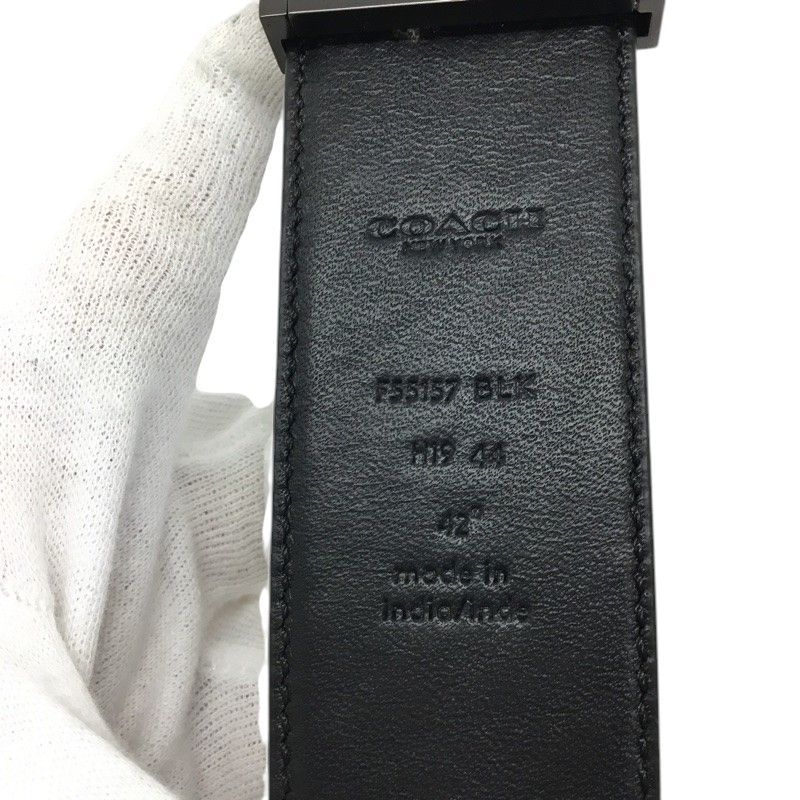 COACH
NEW YORK
F55157 BLK
H19 44
42"
made in
India/Inde